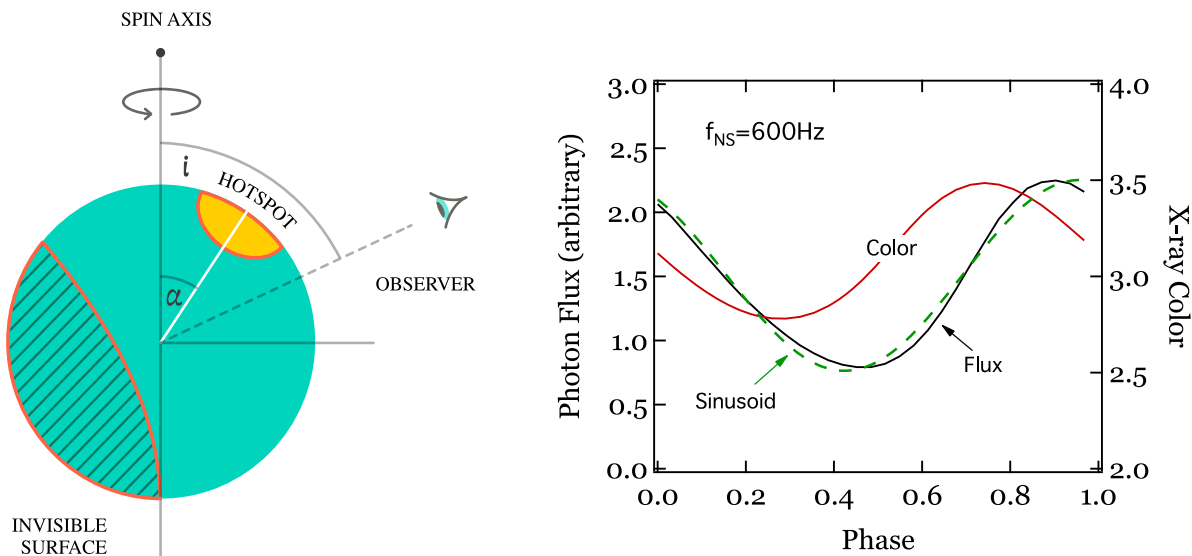 SPIN AXIS
i
HOTSPOT
α
OBSERVER
INVISIBLE
SURFACE
f_NS=600Hz
Color
Flux
Sinusoid
Photon Flux (arbitrary)
3.0
2.5
2.0
1.5
1.0
0.5
0.0
0.0 0.2 0.4 0.6 0.8 1.0
Phase
4.0
3.5
3.0
2.5
2.0
X-ray Color